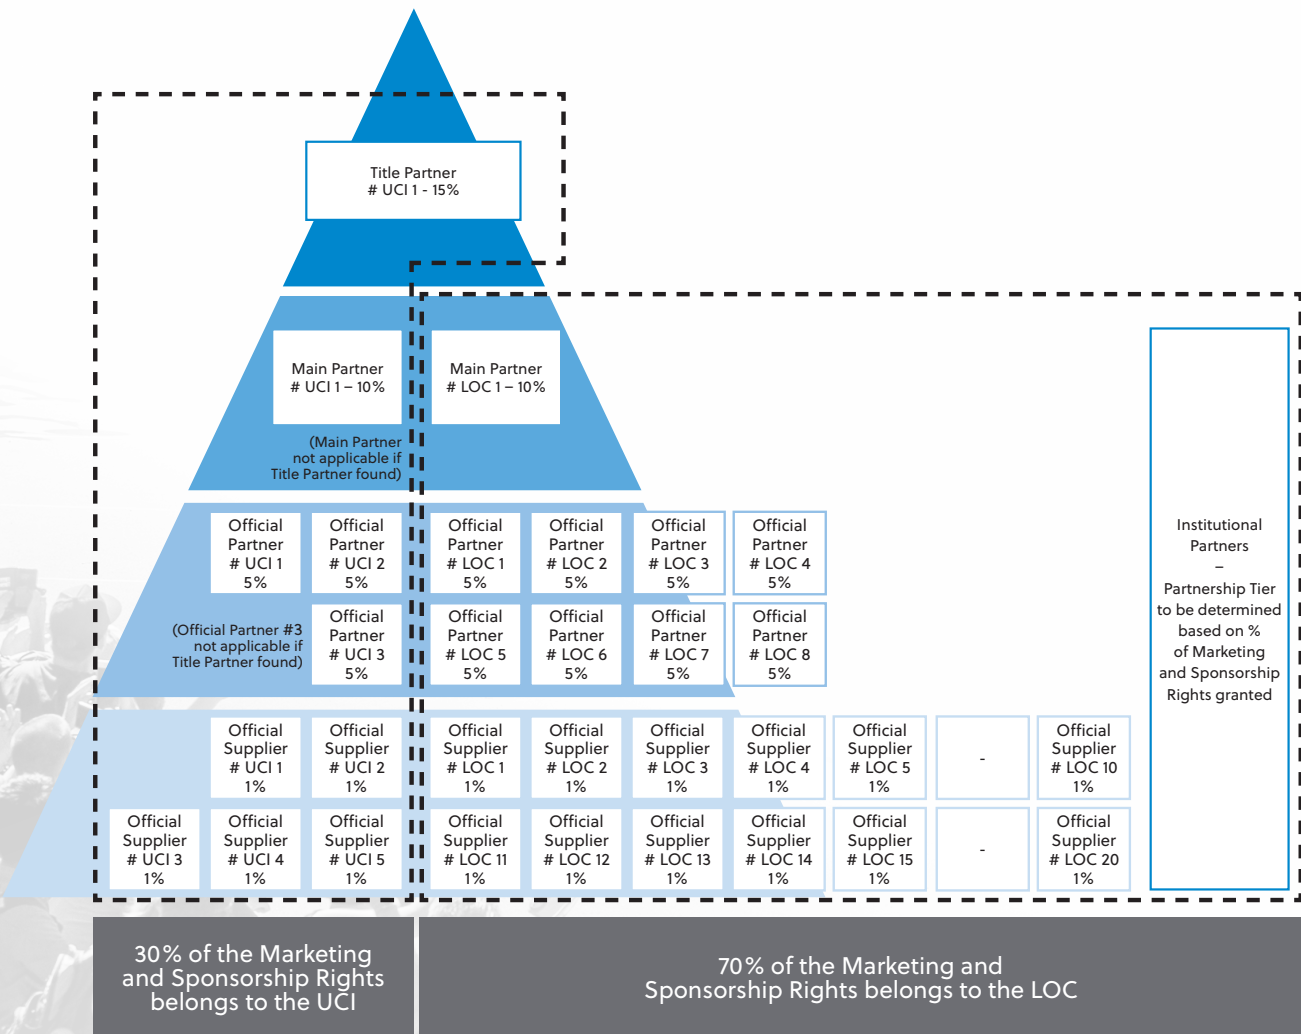 Title Partner
# UCI 1 - 15%
Main Partner
# UCI 1 – 10%
Main Partner
# LOC 1 – 10%
(Main Partner
not applicable if
Title Partner found)
Official
Partner
# UCI 1
5%
Official
Partner
# UCI 2
5%
Official
Partner
# LOC 1
5%
Official
Partner
# LOC 2
5%
Official
Partner
# LOC 3
5%
Official
Partner
# LOC 4
5%
(Official Partner #3
not applicable if
Title Partner found)
Official
Partner
# UCI 3
5%
Official
Partner
# LOC 5
5%
Official
Partner
# LOC 6
5%
Official
Partner
# LOC 7
5%
Official
Partner
# LOC 8
5%
Official
Supplier
# UCI 1
1%
Official
Supplier
# UCI 2
1%
Official
Supplier
# LOC 1
1%
Official
Supplier
# LOC 2
1%
Official
Supplier
# LOC 3
1%
Official
Supplier
# LOC 4
1%
Official
Supplier
# LOC 5
1%
-
Official
Supplier
# LOC 10
1%
Official
Supplier
# UCI 3
1%
Official
Supplier
# UCI 4
1%
Official
Supplier
# UCI 5
1%
Official
Supplier
# LOC 11
1%
Official
Supplier
# LOC 12
1%
Official
Supplier
# LOC 13
1%
Official
Supplier
# LOC 14
1%
Official
Supplier
# LOC 15
1%
-
Official
Supplier
# LOC 20
1%
Institutional
Partners
–
Partnership Tier
to be determined
based on %
of Marketing
and Sponsorship
Rights granted
30% of the Marketing
and Sponsorship Rights
belongs to the UCI
70% of the Marketing and
Sponsorship Rights belongs to the LOC